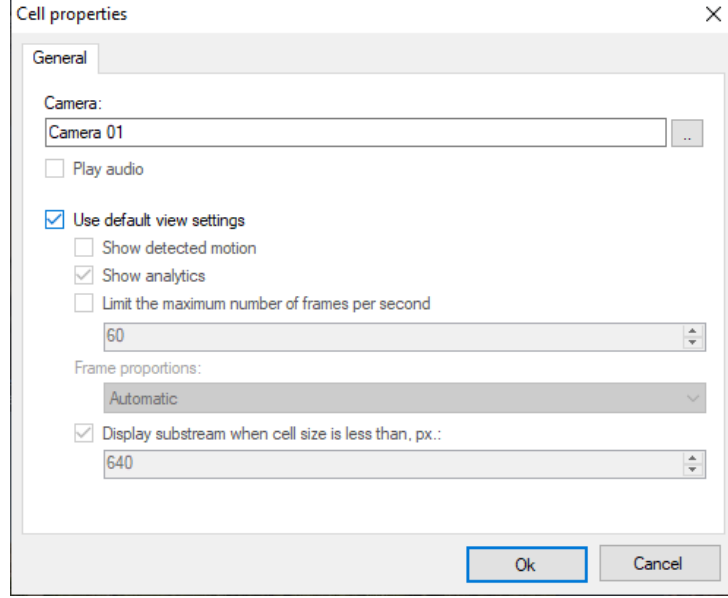 Cell properties
General
Camera:
Camera 01
..
Play audio
Use default view settings
Show detected motion
Show analytics
Limit the maximum number of frames per second
60
Frame proportions:
Automatic
Display substream when cell size is less than, px.:
640
Ok
Cancel